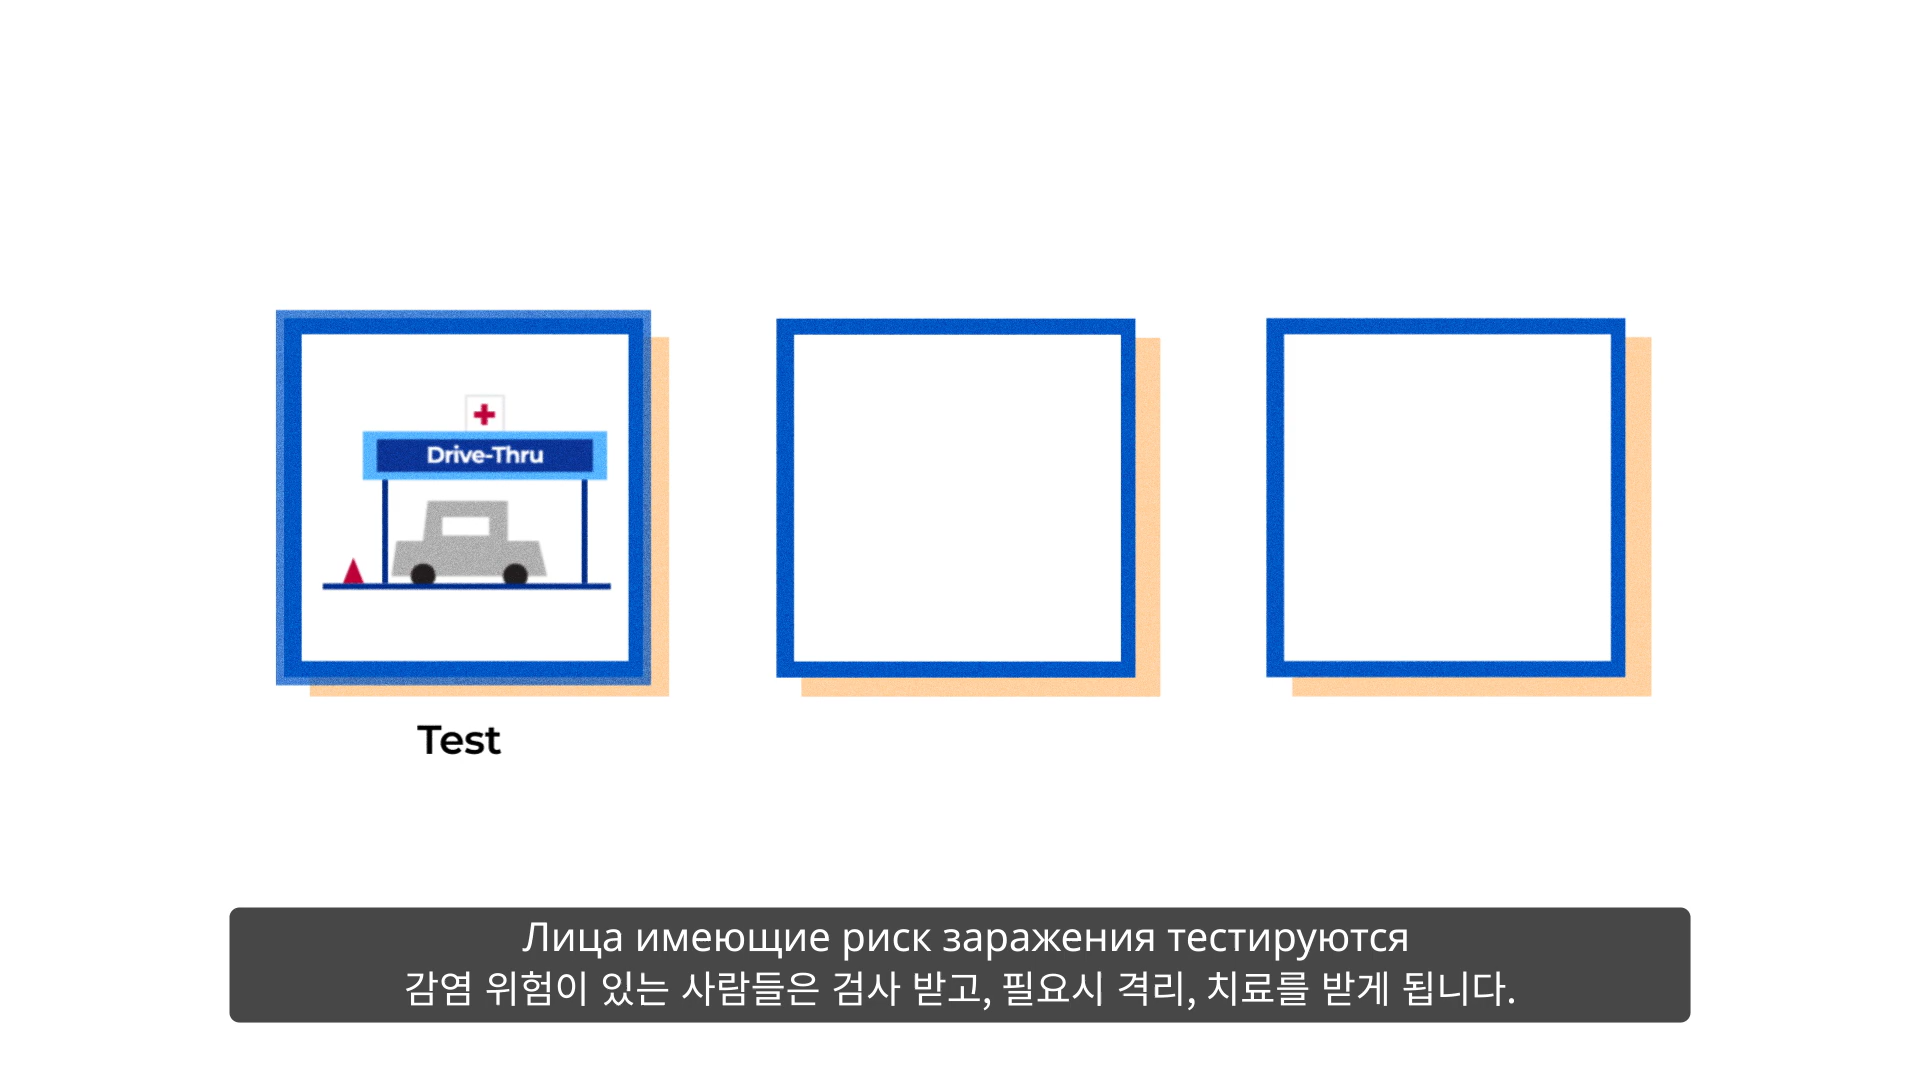 Drive-Thru
Test
Лица имеющие риск заражения тестируются
감염 위험이 있는 사람들은 검사 받고, 필요시 격리, 치료를 받게 됩니다.